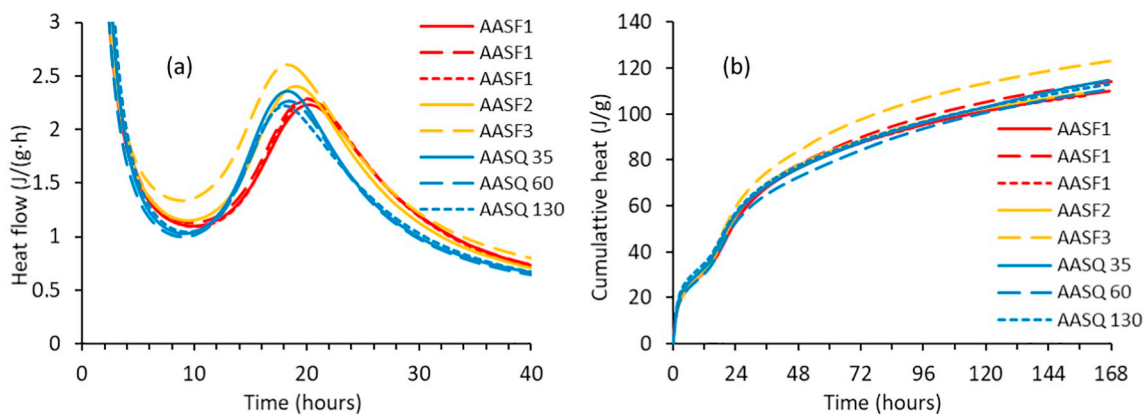 (a)
Heat flow (J/(g·h)
3
2.5
2
1.5
1
0.5
0
0
10
20
30
40
Time (hours)
AASF1
AASF1
AASF1
AASF2
AASF3
AASQ 35
AASQ 60
AASQ 130
(b)
Cumulattive heat (J/g)
140
120
100
80
60
40
20
0
0
24
48
72
96
120
144
168
Time (hours)
AASF1
AASF1
AASF1
AASF2
AASF3
AASQ 35
AASQ 60
AASQ 130